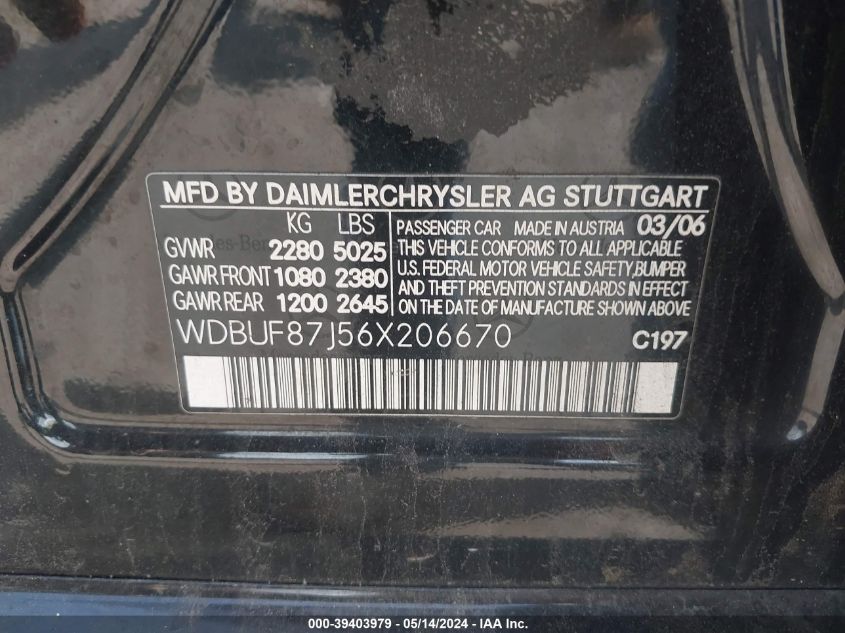 MFD BY DAIMLERCHRYSLER AG STUTTGART
KG LBS
GVWR 2280 5025
GAWR FRONT 1080 2380
GAWR REAR 1200 2645
PASSENGER CAR MADE IN AUSTRIA 03/06
THIS VEHICLE CONFORMS TO ALL APPLICABLE
U.S. FEDERAL MOTOR VEHICLE SAFETY, BUMPER
AND THEFT PREVENTION STANDARDS IN EFFECT
ON THE DATE OF MANUFACTURE SHOWN ABOVE
WDBUF87J56X206670 C197
000-39403979 — 05/14/2024 — IAAI Inc.